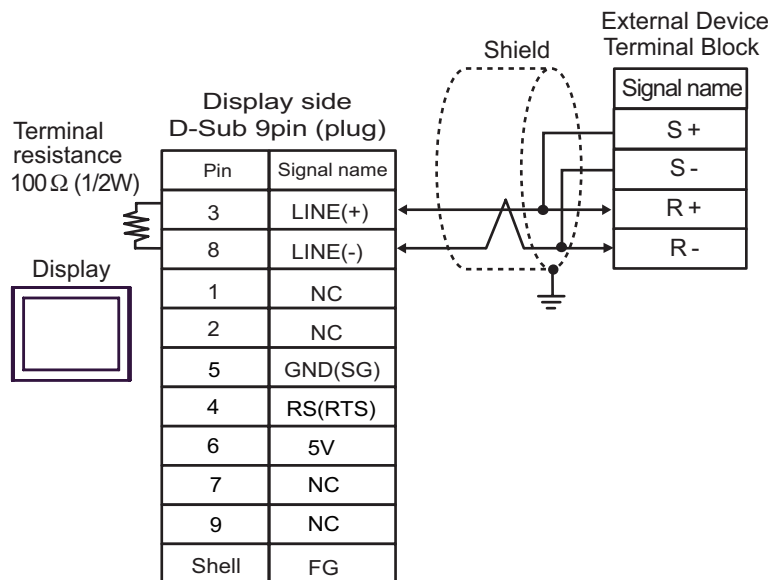 External Device
Terminal Block
Shield
Signal name
S +
S -
R +
R -
Display side
D-Sub 9pin (plug)
Terminal
resistance
100 Ω (1/2W)
Display
Pin Signal name
3 LINE(+)
8 LINE(-)
1 NC
2 NC
5 GND(SG)
4 RS(RTS)
6 5V
7 NC
9 NC
Shell FG